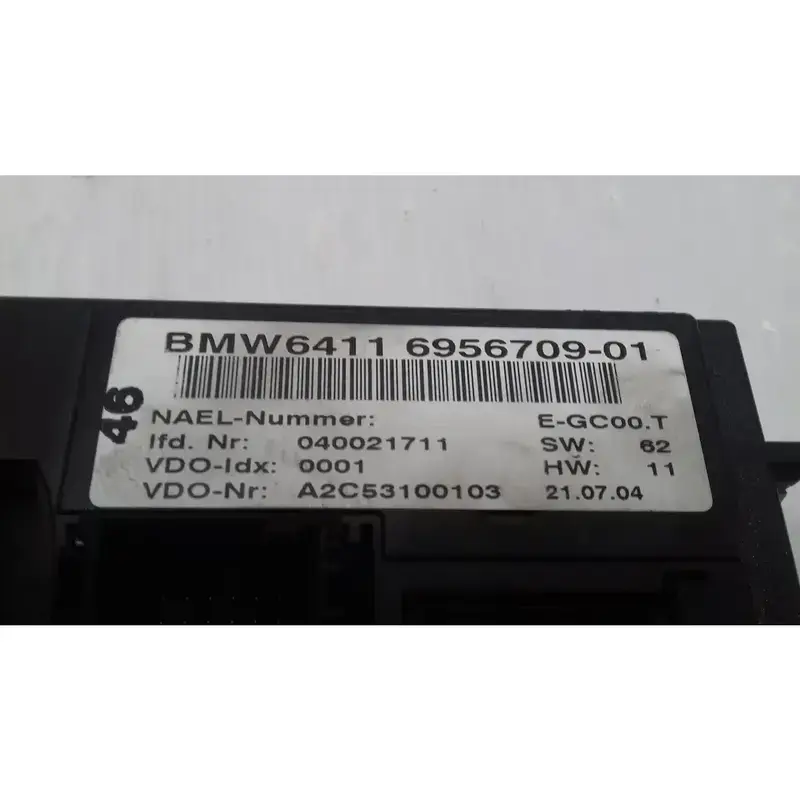 BMW6411 6956709-01
46
NAEL-Nummer: E-GC00.T
lfd. Nr: 040021711 SW: 62
VDO-Idx: 0001 HW: 11
VDO-Nr: A2C53100103 21.07.04